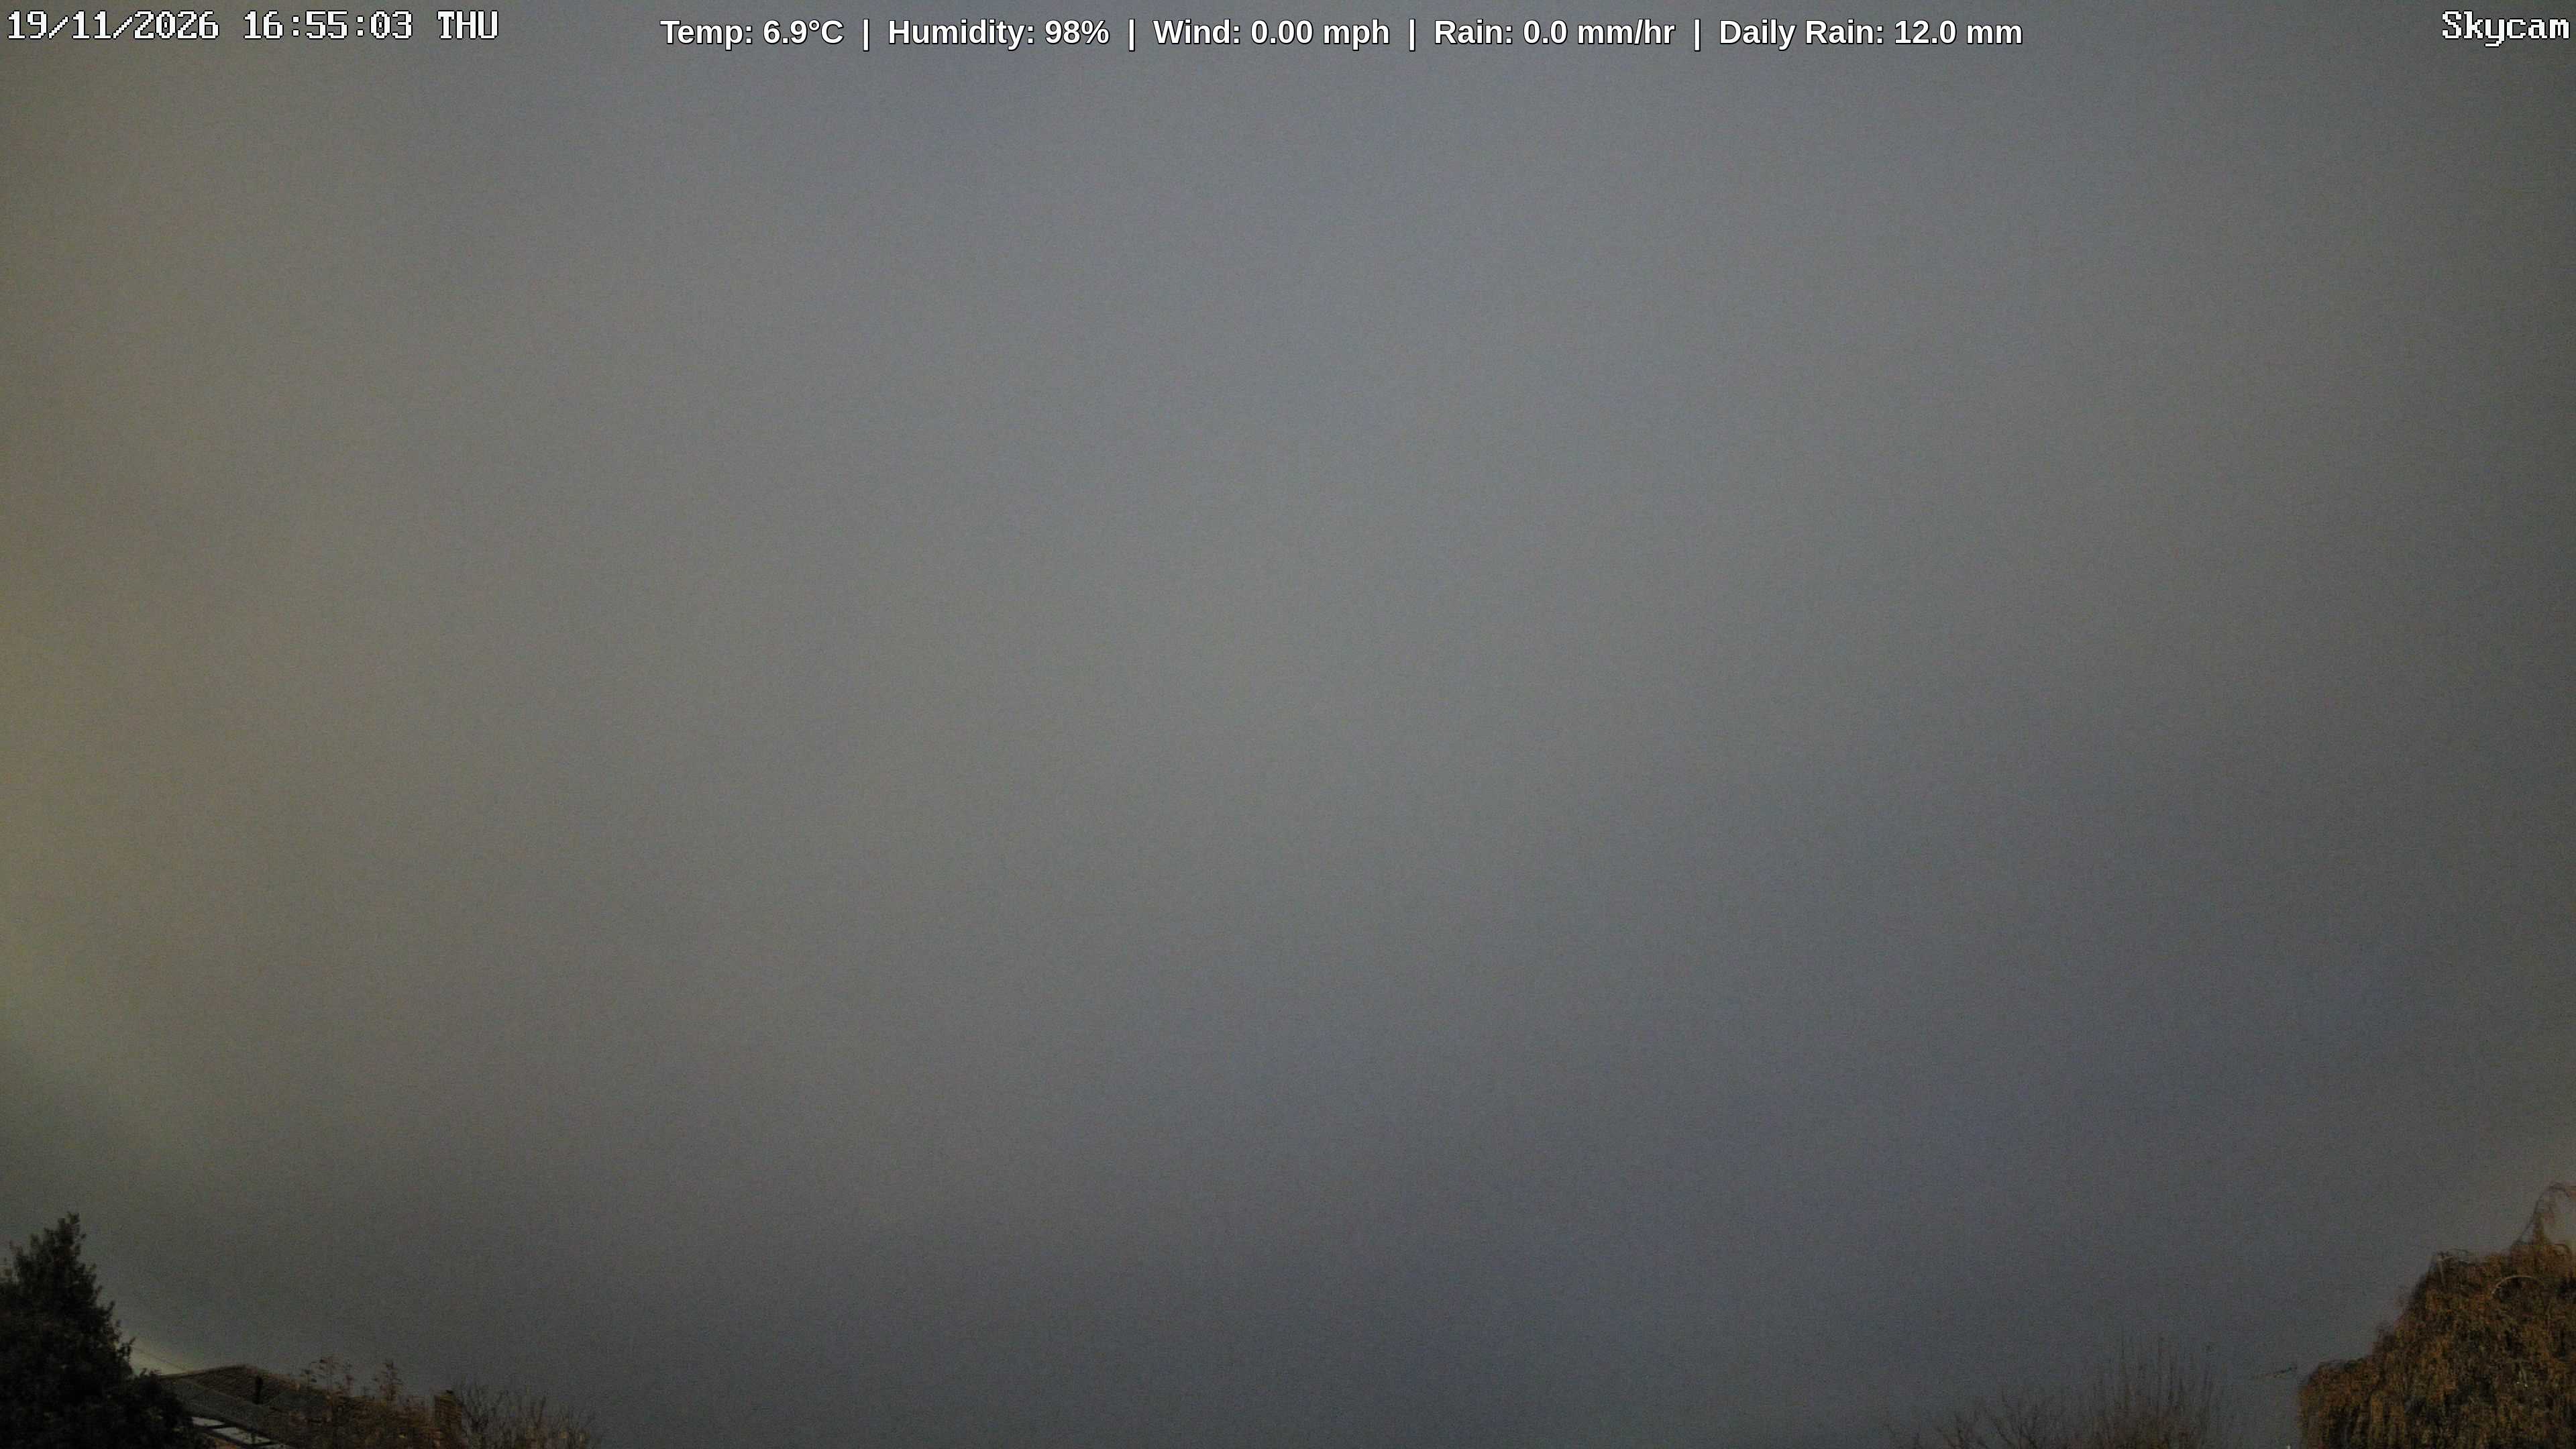 19/11/2026 16:55:03 THU
Temp: 6.9°C | Humidity: 98% | Wind: 0.00 mph | Rain: 0.0 mm/hr | Daily Rain: 12.0 mm
Skycam